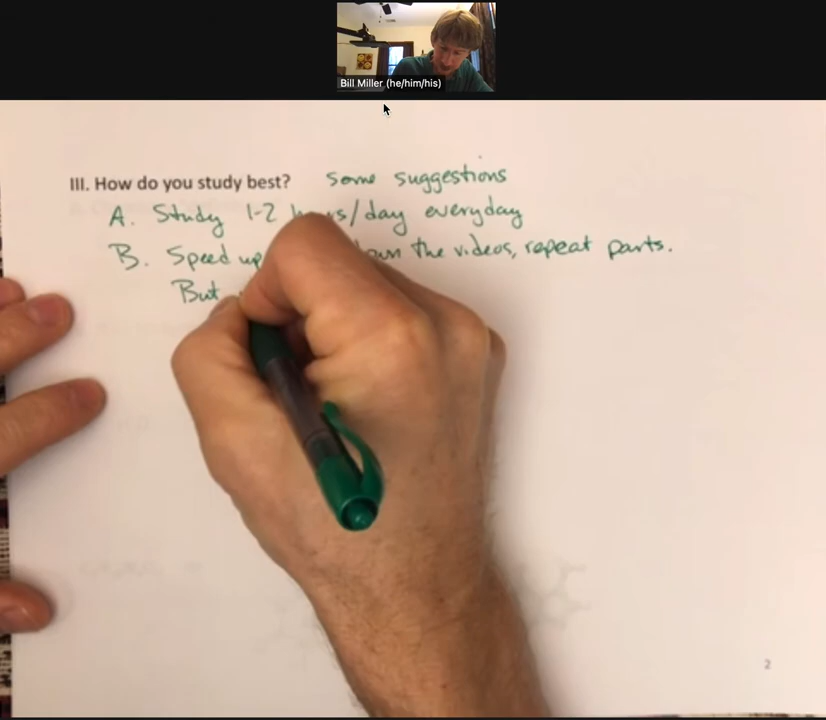 Bill Miller (he/him/his)
III. How do you study best? some suggestions
A. Study 1-2 /day everyday
B. Speed up the videos, repeat parts.
But
2